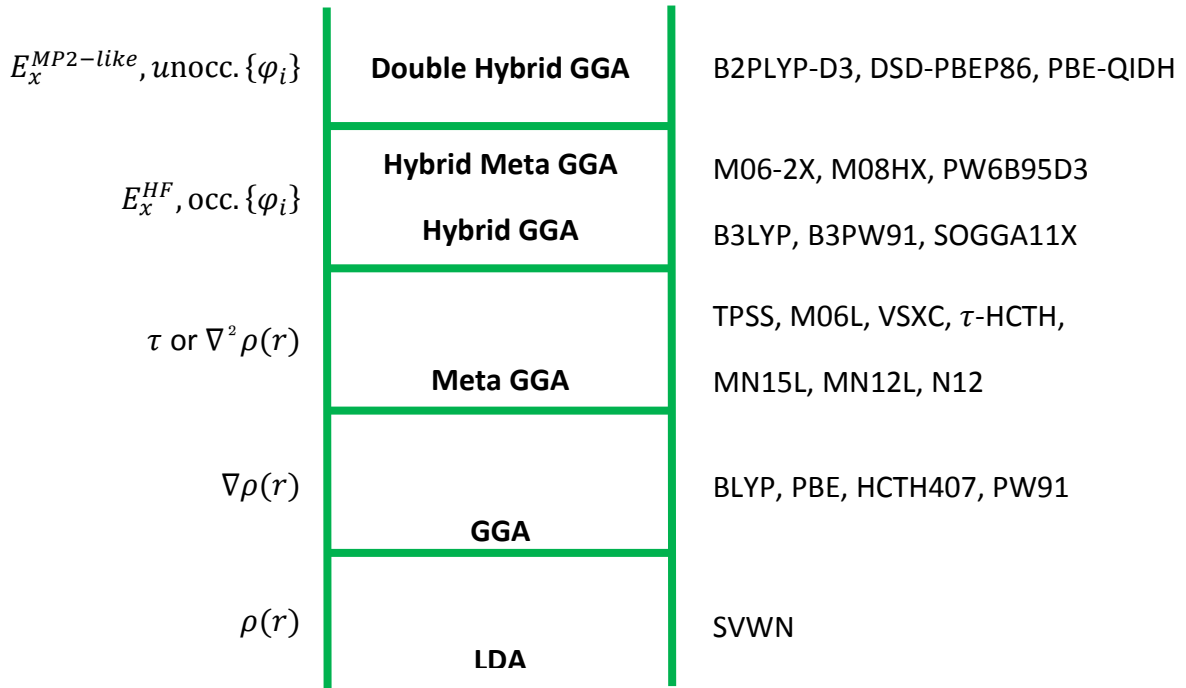 E_x^{MP2−like}, unocc. {φ_i} Double Hybrid GGA B2PLYP-D3, DSD-PBEP86, PBE-QIDH
Hybrid Meta GGA M06-2X, M08HX, PW6B95D3
E_x^{HF}, occ. {φ_i}
Hybrid GGA B3LYP, B3PW91, SOGGA11X
TPSS, M06L, VSXC, τ-HCTH,
τ or ∇²ρ(r)
Meta GGA MN15L, MN12L, N12
∇ρ(r) BLYP, PBE, HCTH407, PW91
GGA
ρ(r) SVWN
LDA